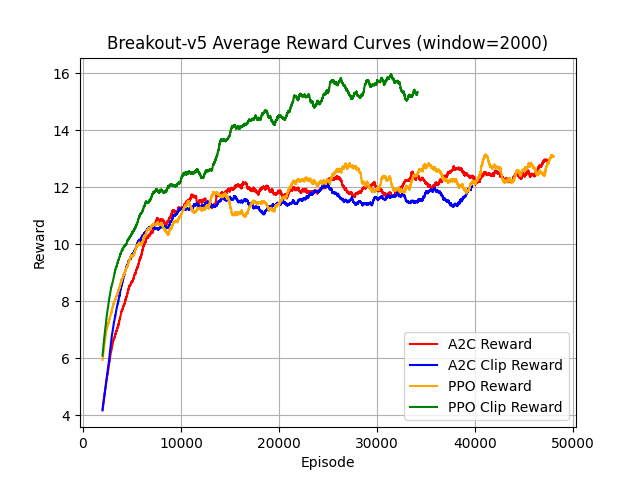 Breakout-v5 Average Reward Curves (window=2000)
16
14
12
10
8
6
4
Reward
0
10000
20000
30000
40000
50000
Episode
A2C Reward
A2C Clip Reward
PPO Reward
PPO Clip Reward